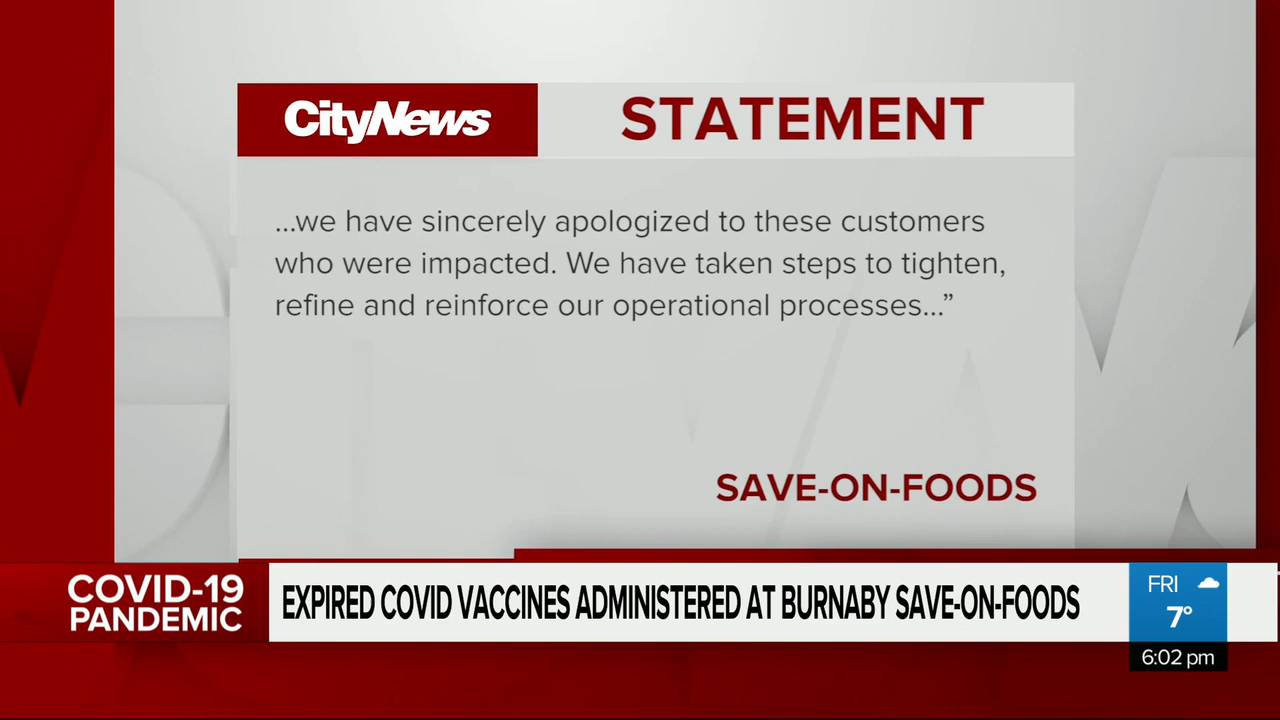 CityNews
STATEMENT
...we have sincerely apologized to these customers
who were impacted. We have taken steps to tighten,
refine and reinforce our operational processes...”
SAVE-ON-FOODS
COVID-19
PANDEMIC
EXPIRED COVID VACCINES ADMINISTERED AT BURNABY SAVE-ON-FOODS
FRI
7°
6:02 pm